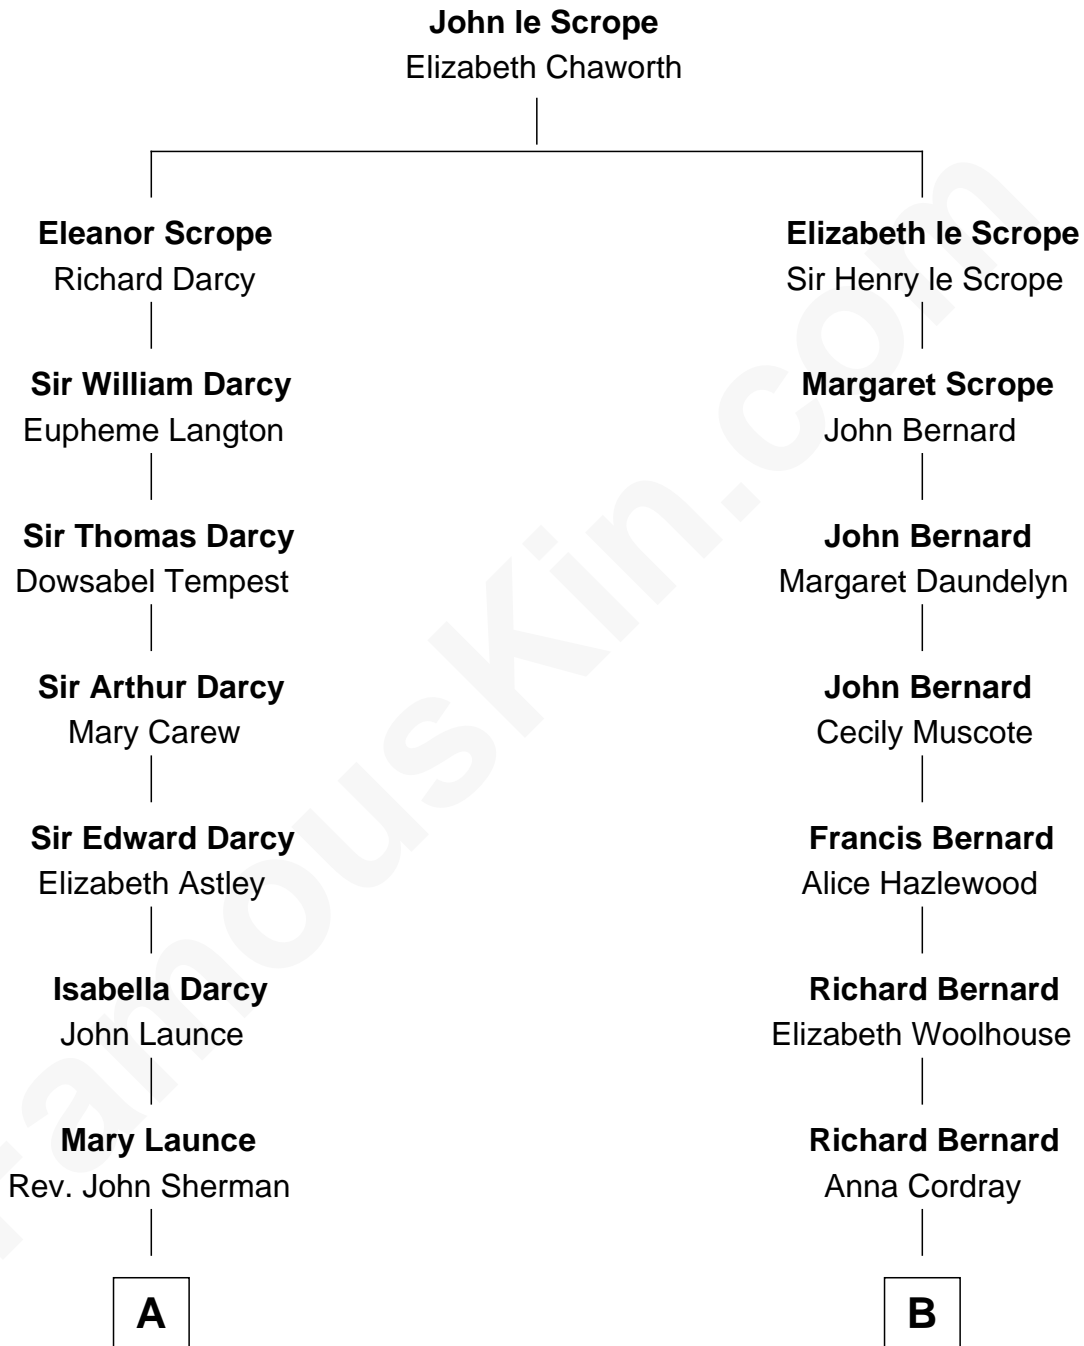 John le Scrope
Elizabeth Chaworth
Eleanor Scrope
Richard Darcy
Elizabeth le Scrope
Sir Henry le Scrope
Sir William Darcy
Eupheme Langton
Margaret Scrope
John Bernard
Sir Thomas Darcy
Dowsabel Tempest
John Bernard
Margaret Daundelyn
Sir Arthur Darcy
Mary Carew
John Bernard
Cecily Muscote
Sir Edward Darcy
Elizabeth Astley
Francis Bernard
Alice Hazlewood
Isabella Darcy
John Launce
Richard Bernard
Elizabeth Woolhouse
Mary Launce
Rev. John Sherman
Richard Bernard
Anna Cordray
A
B
FamousKin.com